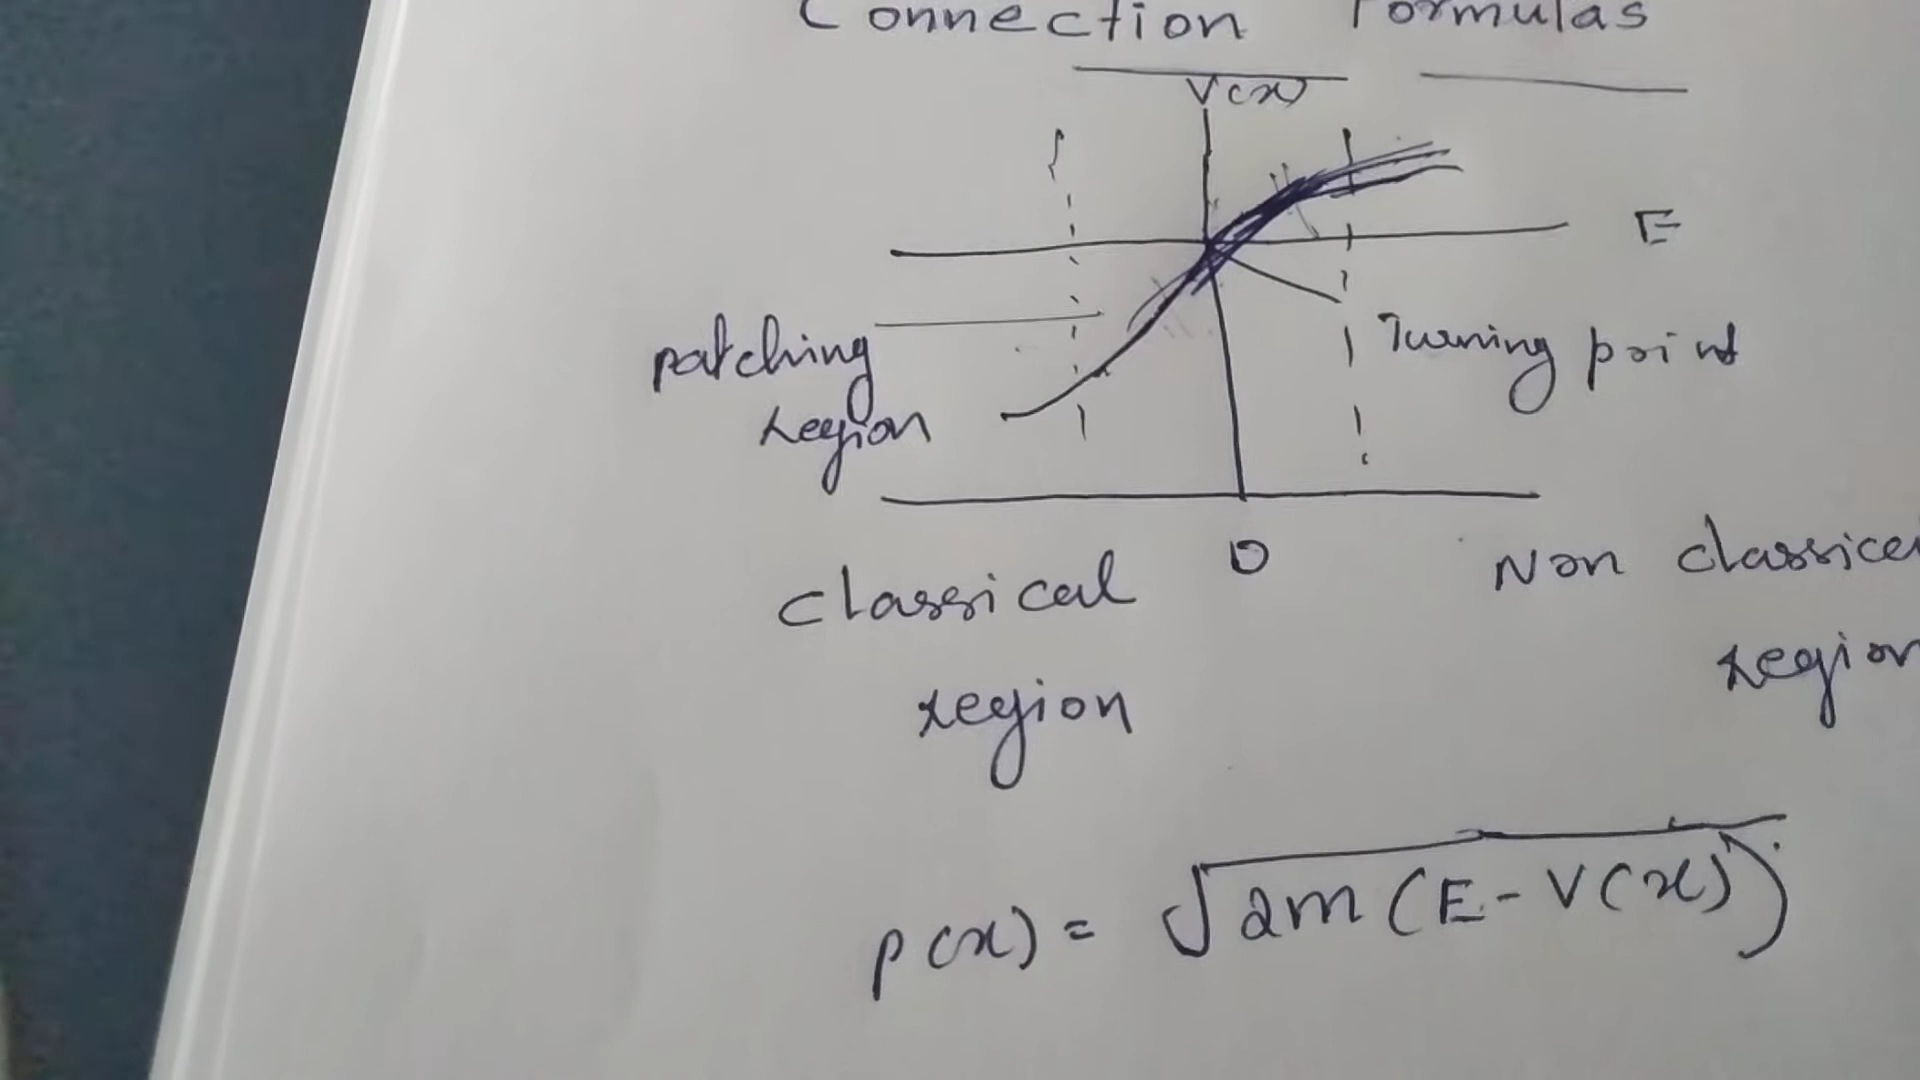 Connection Formulas
V(x)
E
patching
region
Turning point
0
classical
region
Non classical
region
p(x) = √2m (E - V(x))